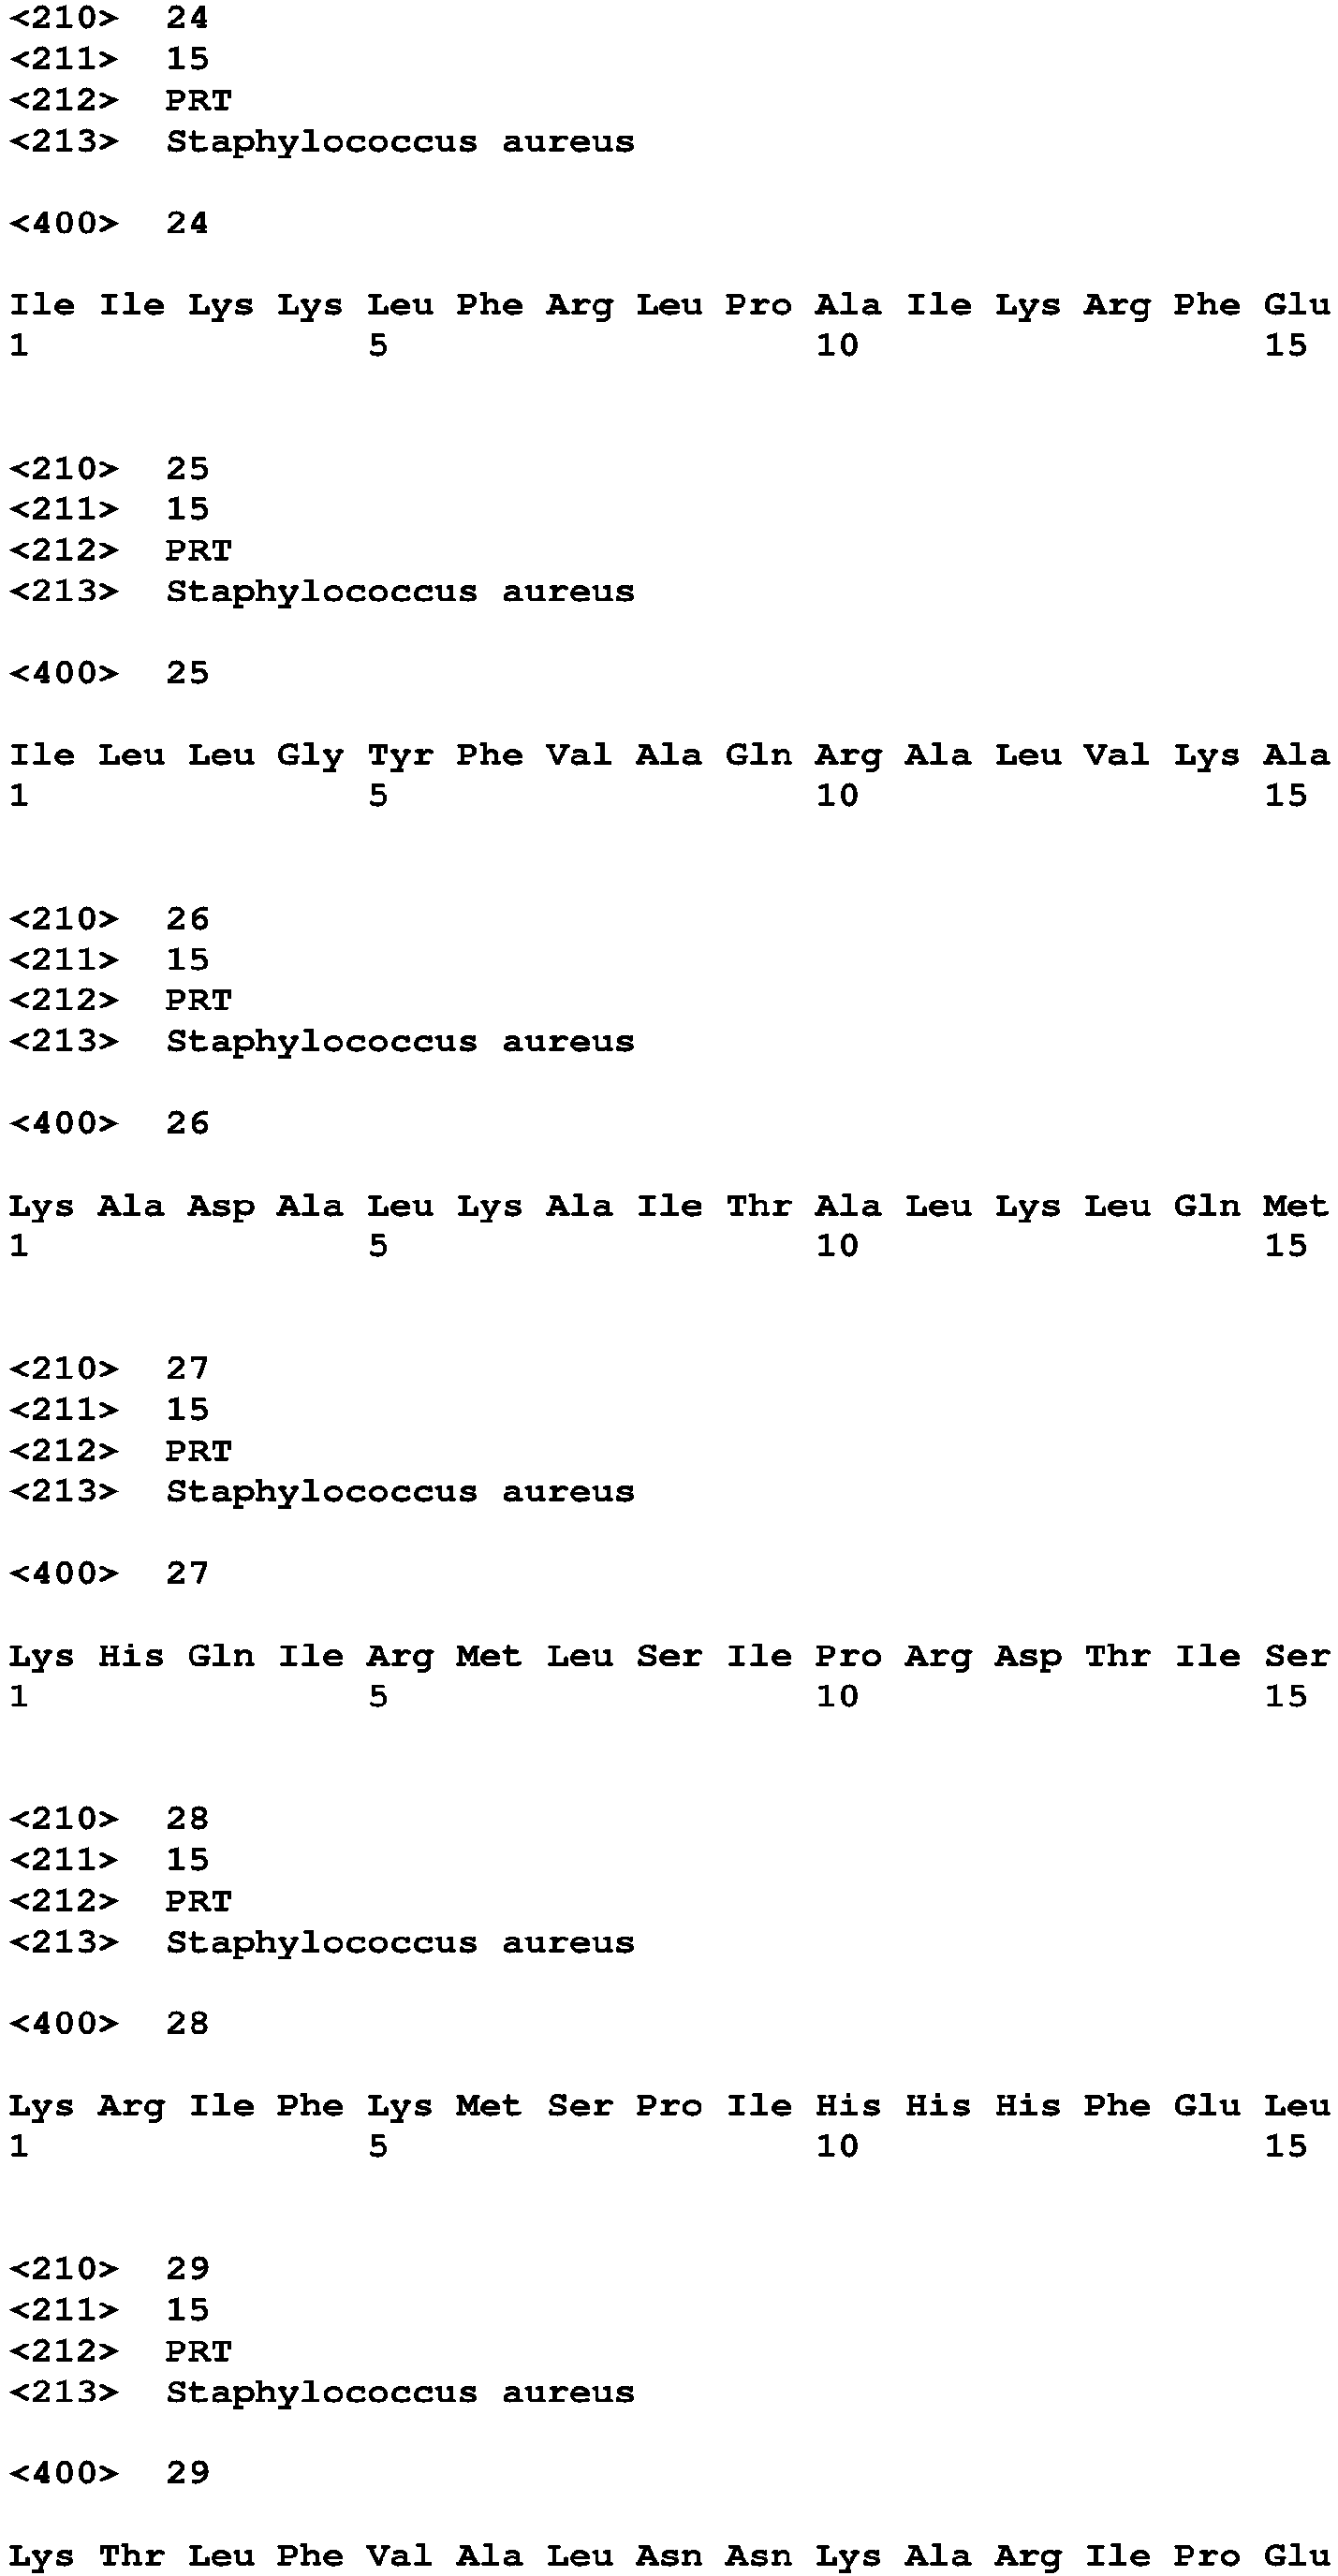 <210> 24
<211> 15
<212> PRT
<213> Staphylococcus aureus
<400> 24
Ile Ile Lys Lys Leu Phe Arg Leu Pro Ala Ile Lys Arg Phe Glu
1 5 10 15
<210> 25
<211> 15
<212> PRT
<213> Staphylococcus aureus
<400> 25
Ile Leu Leu Gly Tyr Phe Val Ala Gln Arg Ala Leu Val Lys Ala
1 5 10 15
<210> 26
<211> 15
<212> PRT
<213> Staphylococcus aureus
<400> 26
Lys Ala Asp Ala Leu Lys Ala Ile Thr Ala Leu Lys Leu Gln Met
1 5 10 15
<210> 27
<211> 15
<212> PRT
<213> Staphylococcus aureus
<400> 27
Lys His Gln Ile Arg Met Leu Ser Ile Pro Arg Asp Thr Ile Ser
1 5 10 15
<210> 28
<211> 15
<212> PRT
<213> Staphylococcus aureus
<400> 28
Lys Arg Ile Phe Lys Met Ser Pro Ile His His His Phe Glu Leu
1 5 10 15
<210> 29
<211> 15
<212> PRT
<213> Staphylococcus aureus
<400> 29
Lys Thr Leu Phe Val Ala Leu Asn Asn Lys Ala Arg Ile Pro Glu